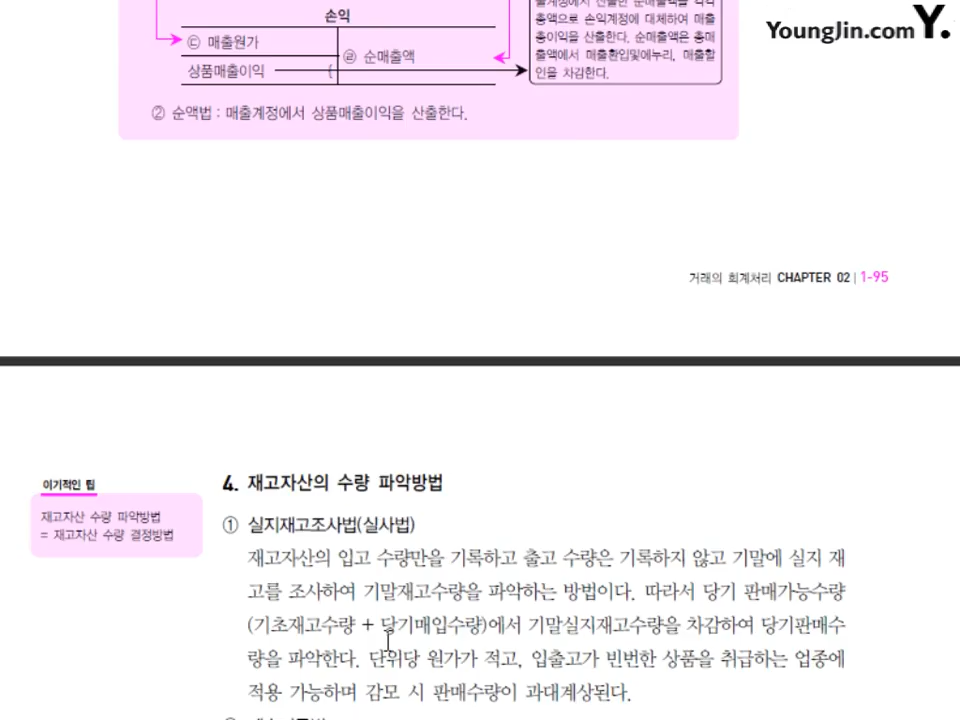 손익
㉢ 매출원가
상품매출이익
㉣ 순매출액
출계정에서 산출한 순매출액을 각각
총액으로 손익계정에 대체하여 매출
총이익을 산출한다. 순매출액은 총매
출액에서 매출환입및에누리, 매출할
인을 차감한다.
YoungJin.com Y.
② 순액법 : 매출계정에서 상품매출이익을 산출한다.
거래의 회계처리 CHAPTER 02 | 1-95
이기적인 팁
재고자산 수량 파악방법
= 재고자산 수량 결정방법
4. 재고자산의 수량 파악방법
① 실지재고조사법(실사법)
재고자산의 입고 수량만을 기록하고 출고 수량은 기록하지 않고 기말에 실지 재
고를 조사하여 기말재고수량을 파악하는 방법이다. 따라서 당기 판매가능수량
(기초재고수량 + 당기매입수량)에서 기말실지재고수량을 차감하여 당기판매수
량을 파악한다. 단위당 원가가 적고, 입출고가 빈번한 상품을 취급하는 업종에
적용 가능하며 감모 시 판매수량이 과대계상된다.